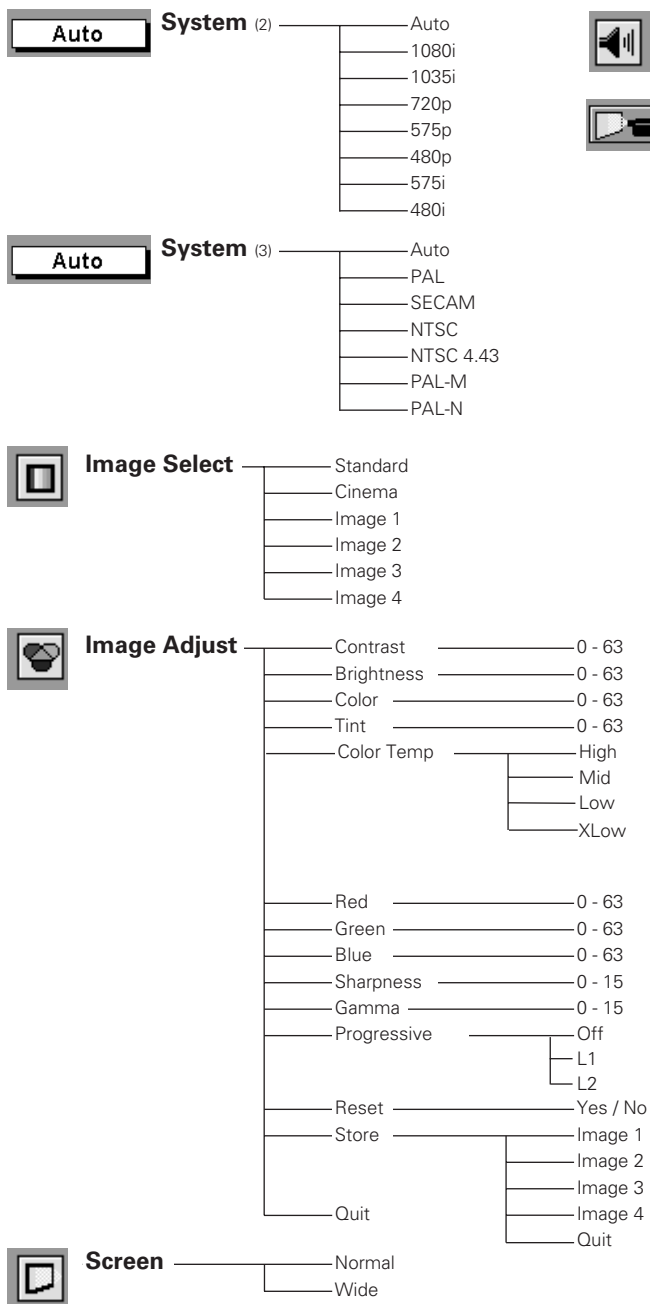 Auto System (2) Auto
1080i
1035i
720p
575p
480p
575i
480i
Auto System (3) Auto
PAL
SECAM
NTSC
NTSC 4.43
PAL-M
PAL-N
Image Select Standard
Cinema
Image 1
Image 2
Image 3
Image 4
Image Adjust Contrast 0 - 63
Brightness 0 - 63
Color 0 - 63
Tint 0 - 63
Color Temp High
Mid
Low
XLow
Red 0 - 63
Green 0 - 63
Blue 0 - 63
Sharpness 0 - 15
Gamma 0 - 15
Progressive Off
L1
L2
Reset Yes / No
Store Image 1
Image 2
Image 3
Quit Image 4
Quit
Screen Normal
Wide